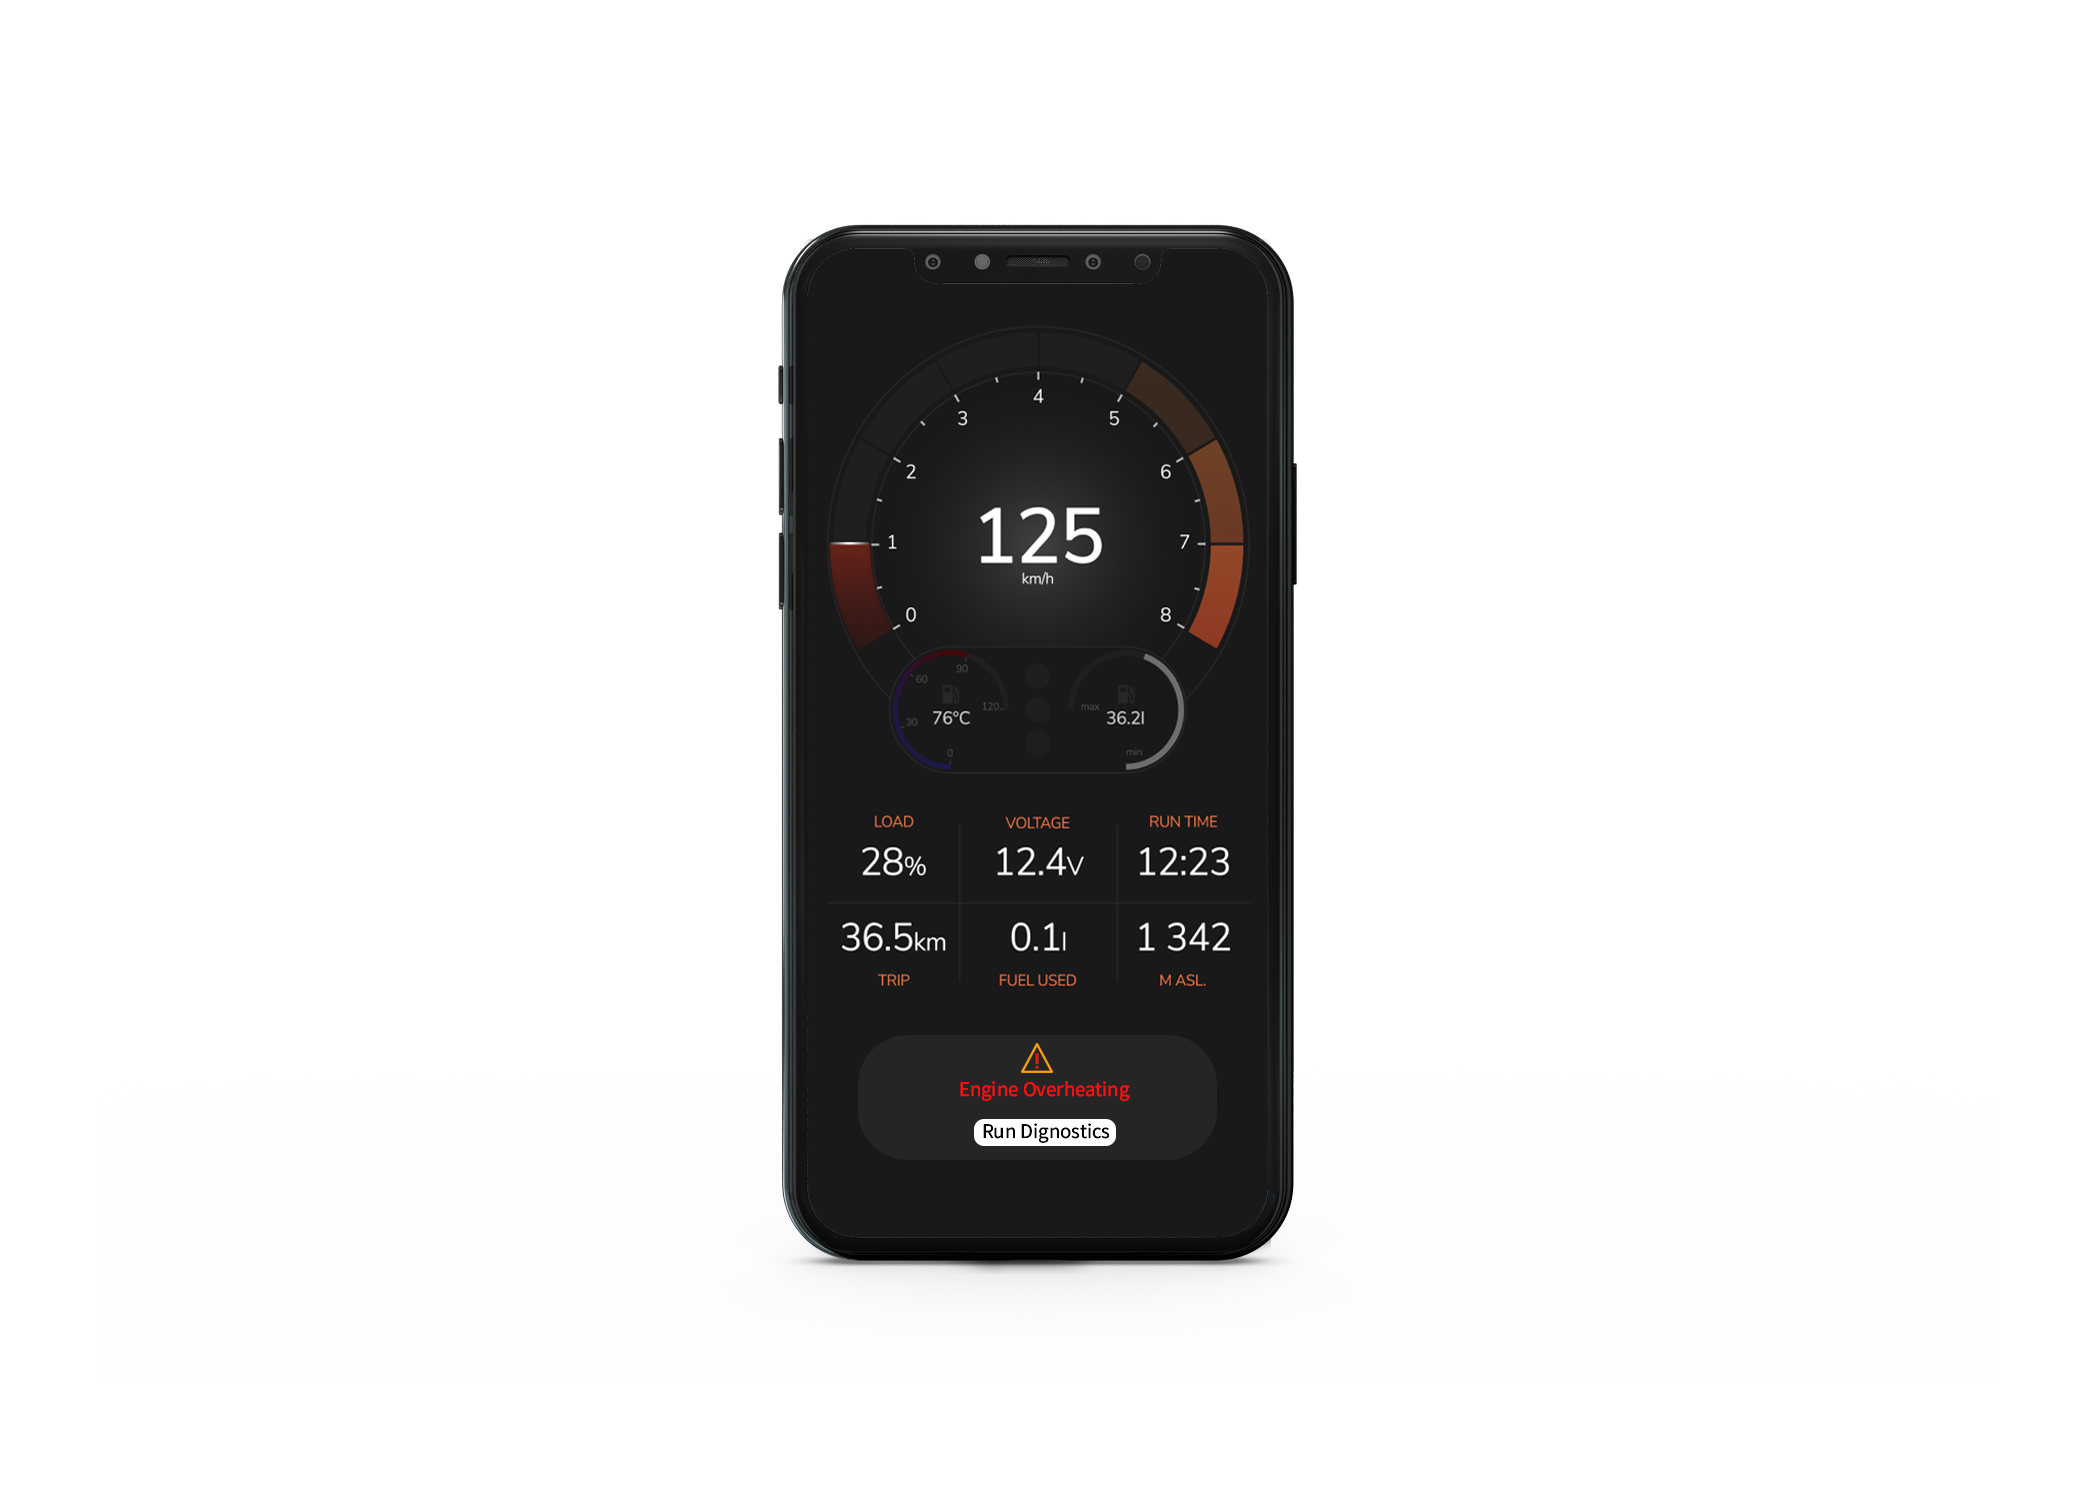 4
3 5
2 6
125
km/h
1 7
0 8
90
60
120
76°C
30
0
max
36.2l
min
LOAD VOLTAGE RUN TIME
28% 12.4V 12:23
36.5km 0.1l 1 342
TRIP FUEL USED M ASL.
Engine Overheating
Run Dignostics